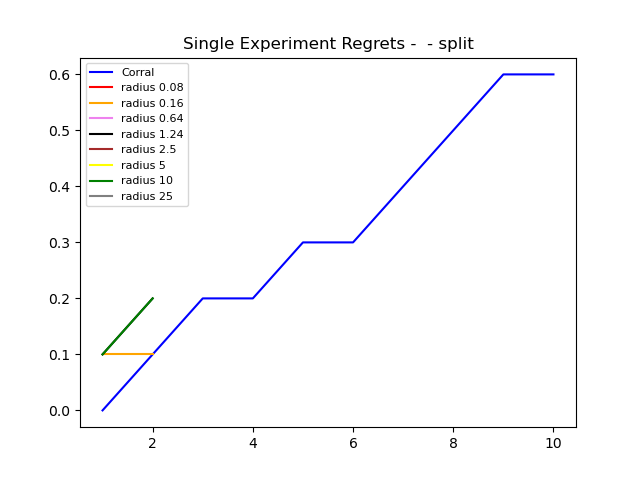 Single Experiment Regrets -  - split
Corral
radius 0.08
radius 0.16
radius 0.64
radius 1.24
radius 2.5
radius 5
radius 10
radius 25
0.6
0.5
0.4
0.3
0.2
0.1
0.0
2 4 6 8 10